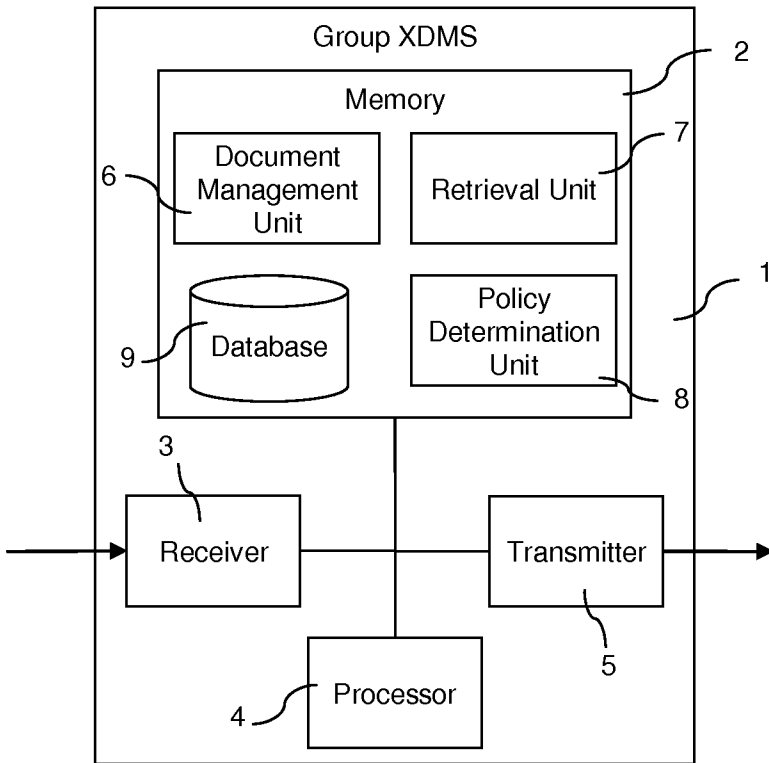 Group XDMS
2
Memory
7
Document
Management
Unit
6
Retrieval Unit
1
Policy
Determination
Unit
9
Database
8
3
Receiver
Transmitter
5
Processor
4